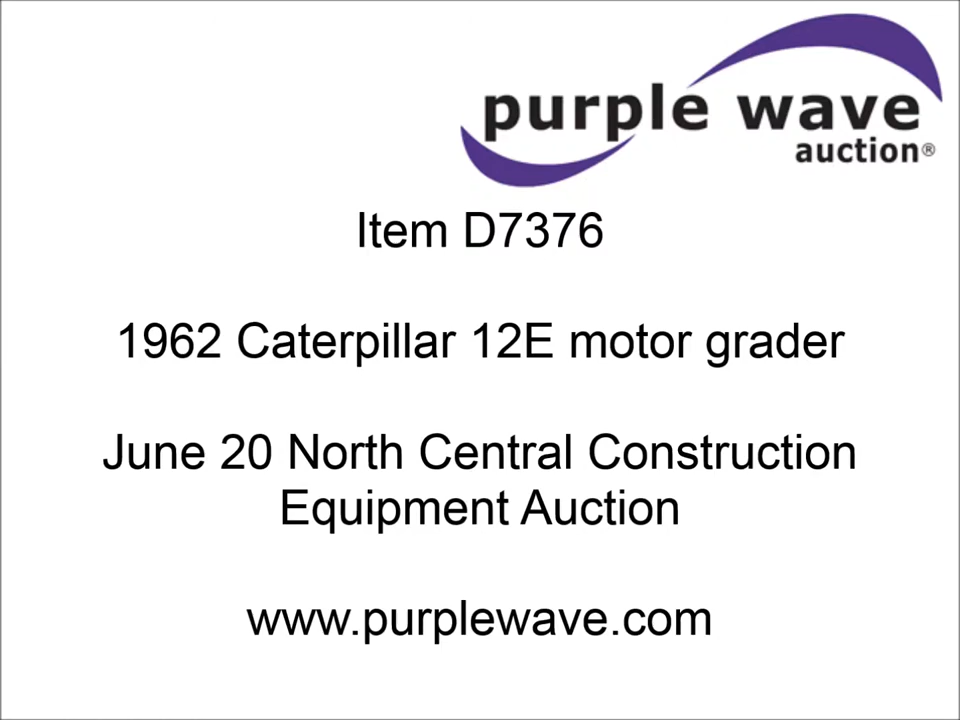 purple wave
auction®
Item D7376
1962 Caterpillar 12E motor grader
June 20 North Central Construction
Equipment Auction
www.purplewave.com